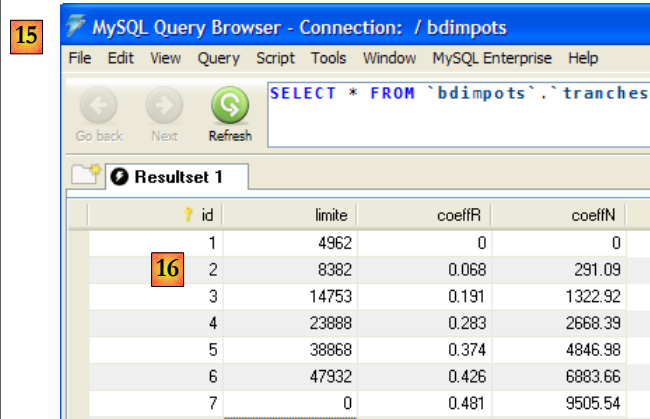 15
MySQL Query Browser - Connection: / bdimpots
File Edit View Query Script Tools Window MySQL Enterprise Help
SELECT * FROM `bdimpots`.`tranches
Go back Next Refresh
Resultset 1
id limite coeffR coeffN
1 4962 0 0
16
2 8382 0.068 291.09
3 14753 0.191 1322.92
4 23888 0.283 2668.39
5 38868 0.374 4846.98
6 47932 0.426 6883.66
7 0 0.481 9505.54